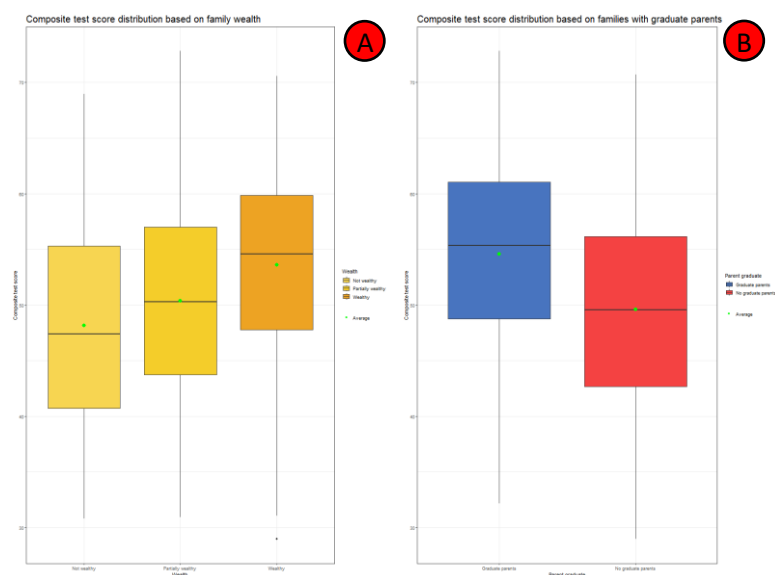 Composite test score distribution based on family wealth
A
70
60
50
40
30
Composite test score
Not wealthy
Partially wealthy
Wealthy
Wealth
Wealth
Not wealthy
Partially wealthy
Wealthy
Average
Composite test score distribution based on families with graduate parents
B
70
60
50
40
30
Composite test score
Graduate parents
No graduate parents
Parent graduate
Parent graduate
Graduate parents
No graduate parents
Average